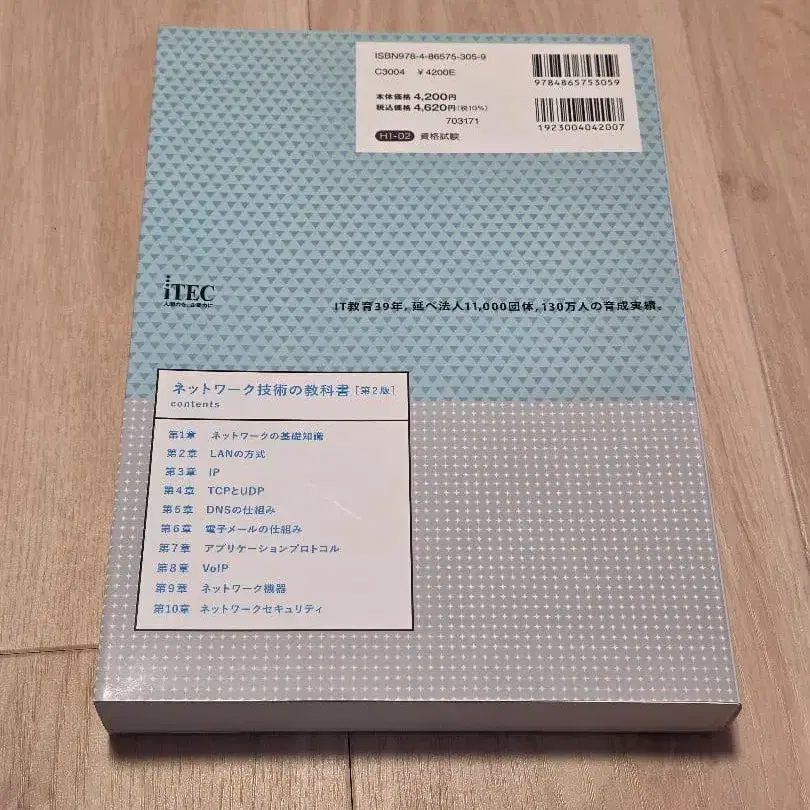 ISBN978-4-86575-305-9
C3004 ¥4200E
9784865753059
本体価格 4,200円
税込価格 4,620円(税10%)
703171
1923004042007
H1-02 資格試験
iTEC
人間の力、企業力に
IT教育39年,延べ法人11,000団体,130万人の育成実績。
ネットワーク技術の教科書[第2版]
contents
第1章 ネットワークの基礎知識
第2章 LANの方式
第3章 IP
第4章 TCPとUDP
第5章 DNSの仕組み
第6章 電子メールの仕組み
第7章 アプリケーションプロトコル
第8章 VoIP
第9章 ネットワーク機器
第10章 ネットワークセキュリティ